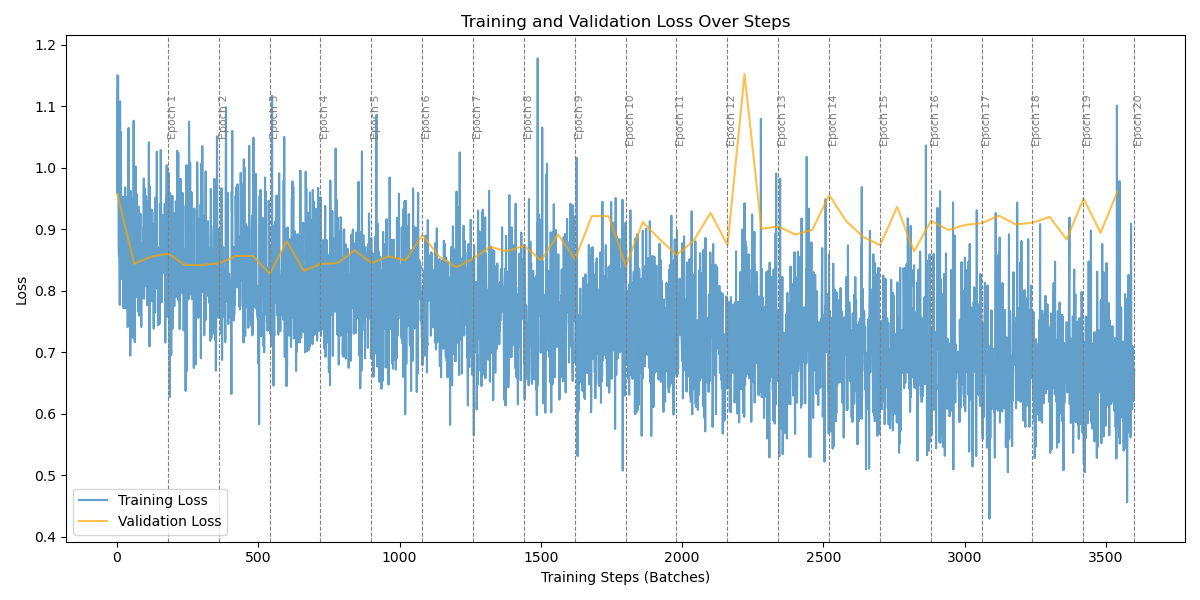 Training and Validation Loss Over Steps
1.2
1.1
1.0
0.9
0.8
0.7
0.6
0.5
0.4
Loss
Epoch 1
Epoch 2
Epoch 3
Epoch 4
Epoch 5
Epoch 6
Epoch 7
Epoch 8
Epoch 9
Epoch 10
Epoch 11
Epoch 12
Epoch 13
Epoch 14
Epoch 15
Epoch 16
Epoch 17
Epoch 18
Epoch 19
Epoch 20
Training Loss
Validation Loss
0
500
1000
1500
2000
2500
3000
3500
Training Steps (Batches)